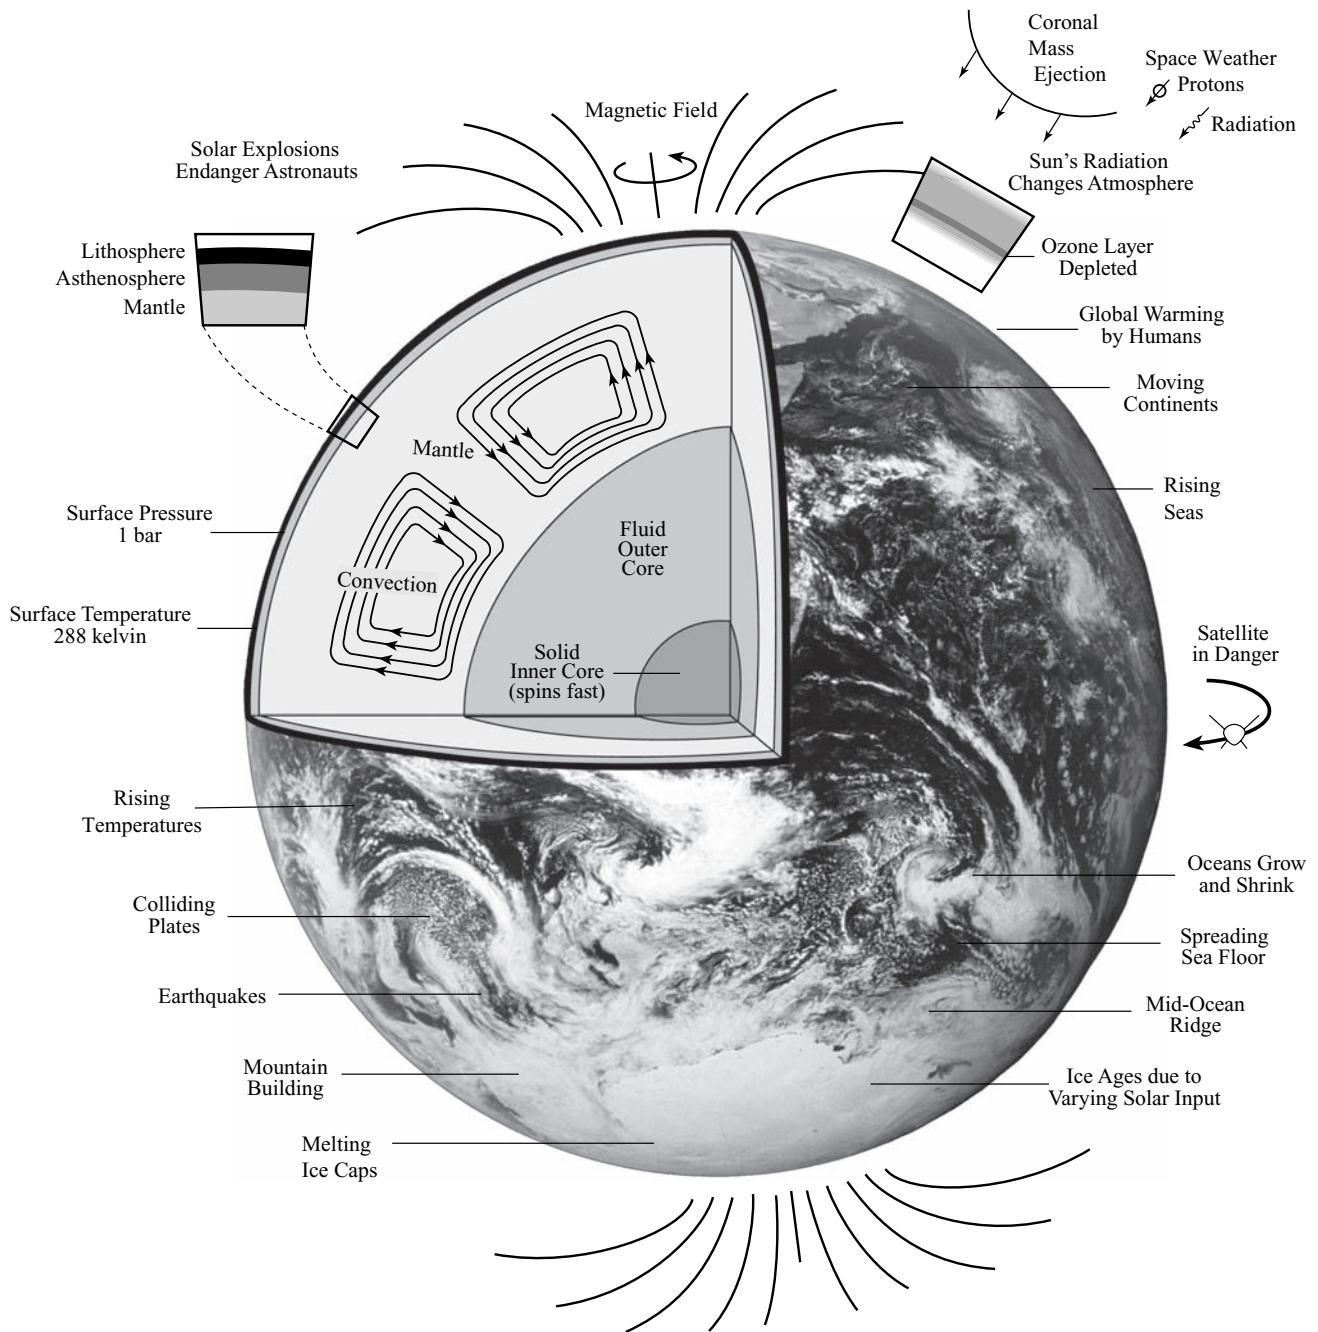 Coronal
Mass
Ejection
Space Weather
Protons
Radiation
Magnetic Field
Solar Explosions
Endanger Astronauts
Sun's Radiation
Changes Atmosphere
Lithosphere
Asthenosphere
Mantle
Ozone Layer
Depleted
Global Warming
by Humans
Moving
Continents
Mantle
Rising
Seas
Surface Pressure
1 bar
Fluid
Outer
Core
Convection
Surface Temperature
288 kelvin
Solid
Inner Core
(spins fast)
Satellite
in Danger
Rising
Temperatures
Oceans Grow
and Shrink
Colliding
Plates
Spreading
Sea Floor
Earthquakes
Mid-Ocean
Ridge
Mountain
Building
Ice Ages due to
Varying Solar Input
Melting
Ice Caps